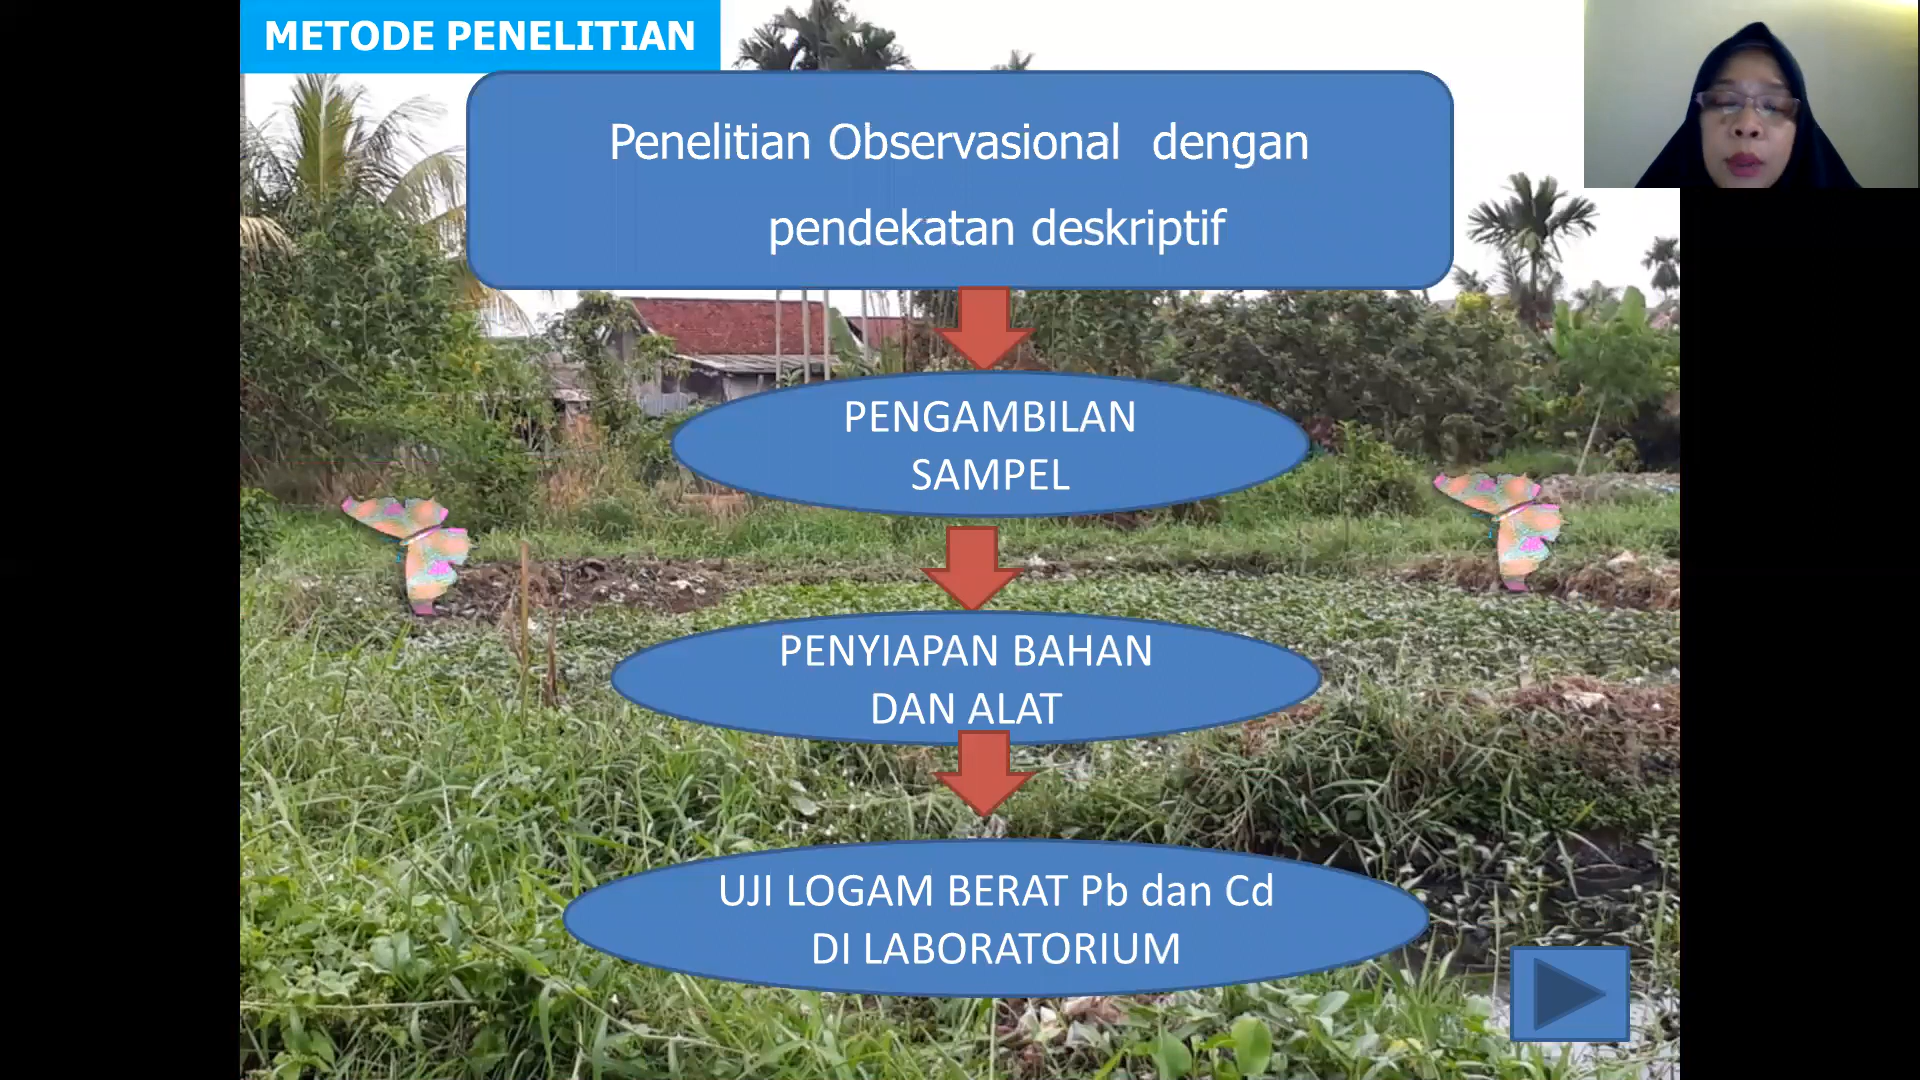 METODE PENELITIAN
Penelitian Observasional dengan
pendekatan deskriptif
PENGAMBILAN
SAMPEL
PENYIAPAN BAHAN
DAN ALAT
UJI LOGAM BERAT Pb dan Cd
DI LABORATORIUM